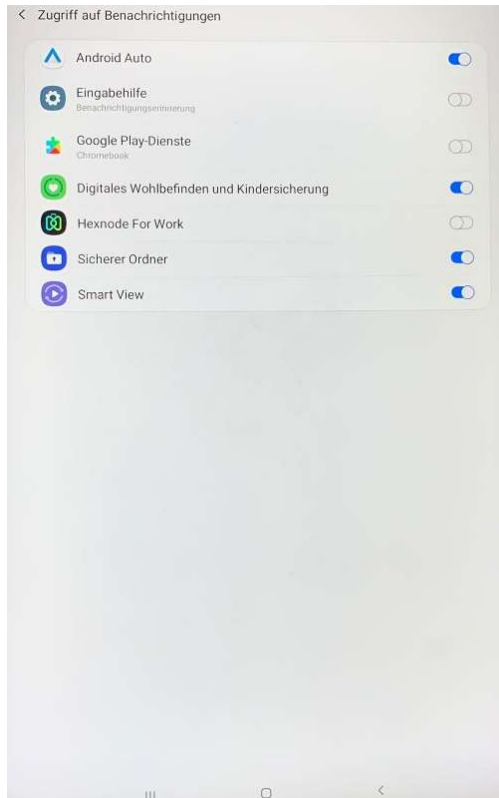 Zugriff auf Benachrichtigungen
Android Auto
Eingabehilfe
Benachrichtigungserinnerung
Google Play-Dienste
Chromebook
Digitales Wohlbefinden und Kindersicherung
Hexnode For Work
Sicherer Ordner
Smart View